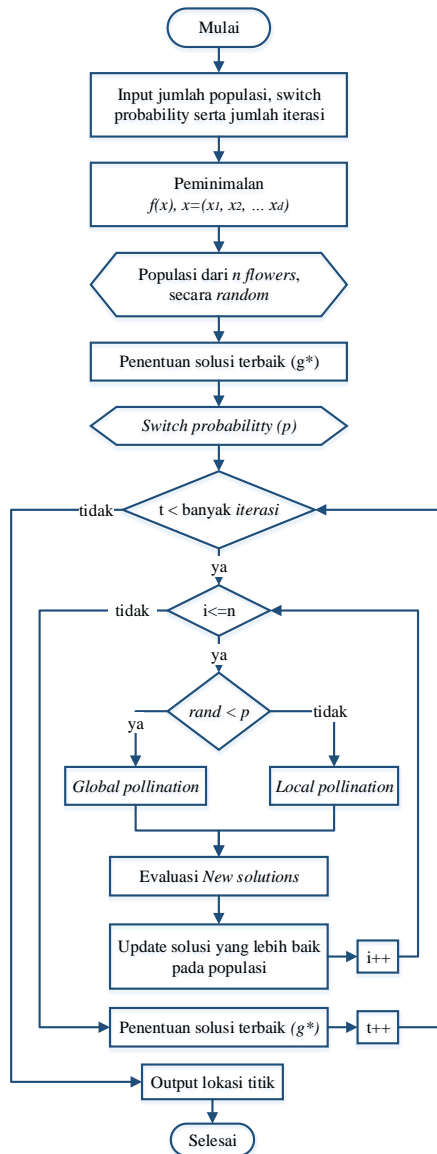 Mulai
Input jumlah populasi, switch
probability serta jumlah iterasi
Peminimalan
f(x), x=(x1, x2, ... xd)
Populasi dari n flowers,
secara random
Penentuan solusi terbaik (g*)
Switch probabilitty (p)
tidak
t < banyak iterasi
ya
tidak
i<=n
ya
rand < p
ya
tidak
Global pollination
Local pollination
Evaluasi New solutions
Update solusi yang lebih baik
pada populasi
i++
Penentuan solusi terbaik (g*)
t++
Output lokasi titik
Selesai